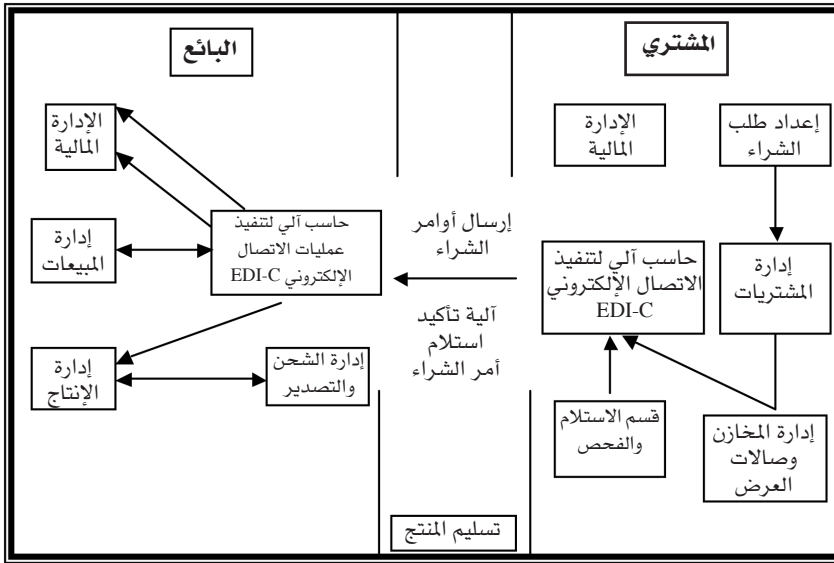 المشتري
البائع
إعداد طلب
الشراء
الإدارة
المالية
إدارة
المشتريات
حاسب آلي لتنفيذ
الاتصال الإلكتروني
EDI-C
إدارة المخازن
وصالات
العرض
قسم الاستلام
والفحص
إرسال أوامر
الشراء
آلية تأكيد
استلام
أمر الشراء
تسليم المنتج
الإدارة
المالية
حاسب آلي لتنفيذ
عمليات الاتصال
الإلكتروني EDI-C
إدارة
المبيعات
إدارة الشحن
والتصدير
إدارة
الإنتاج